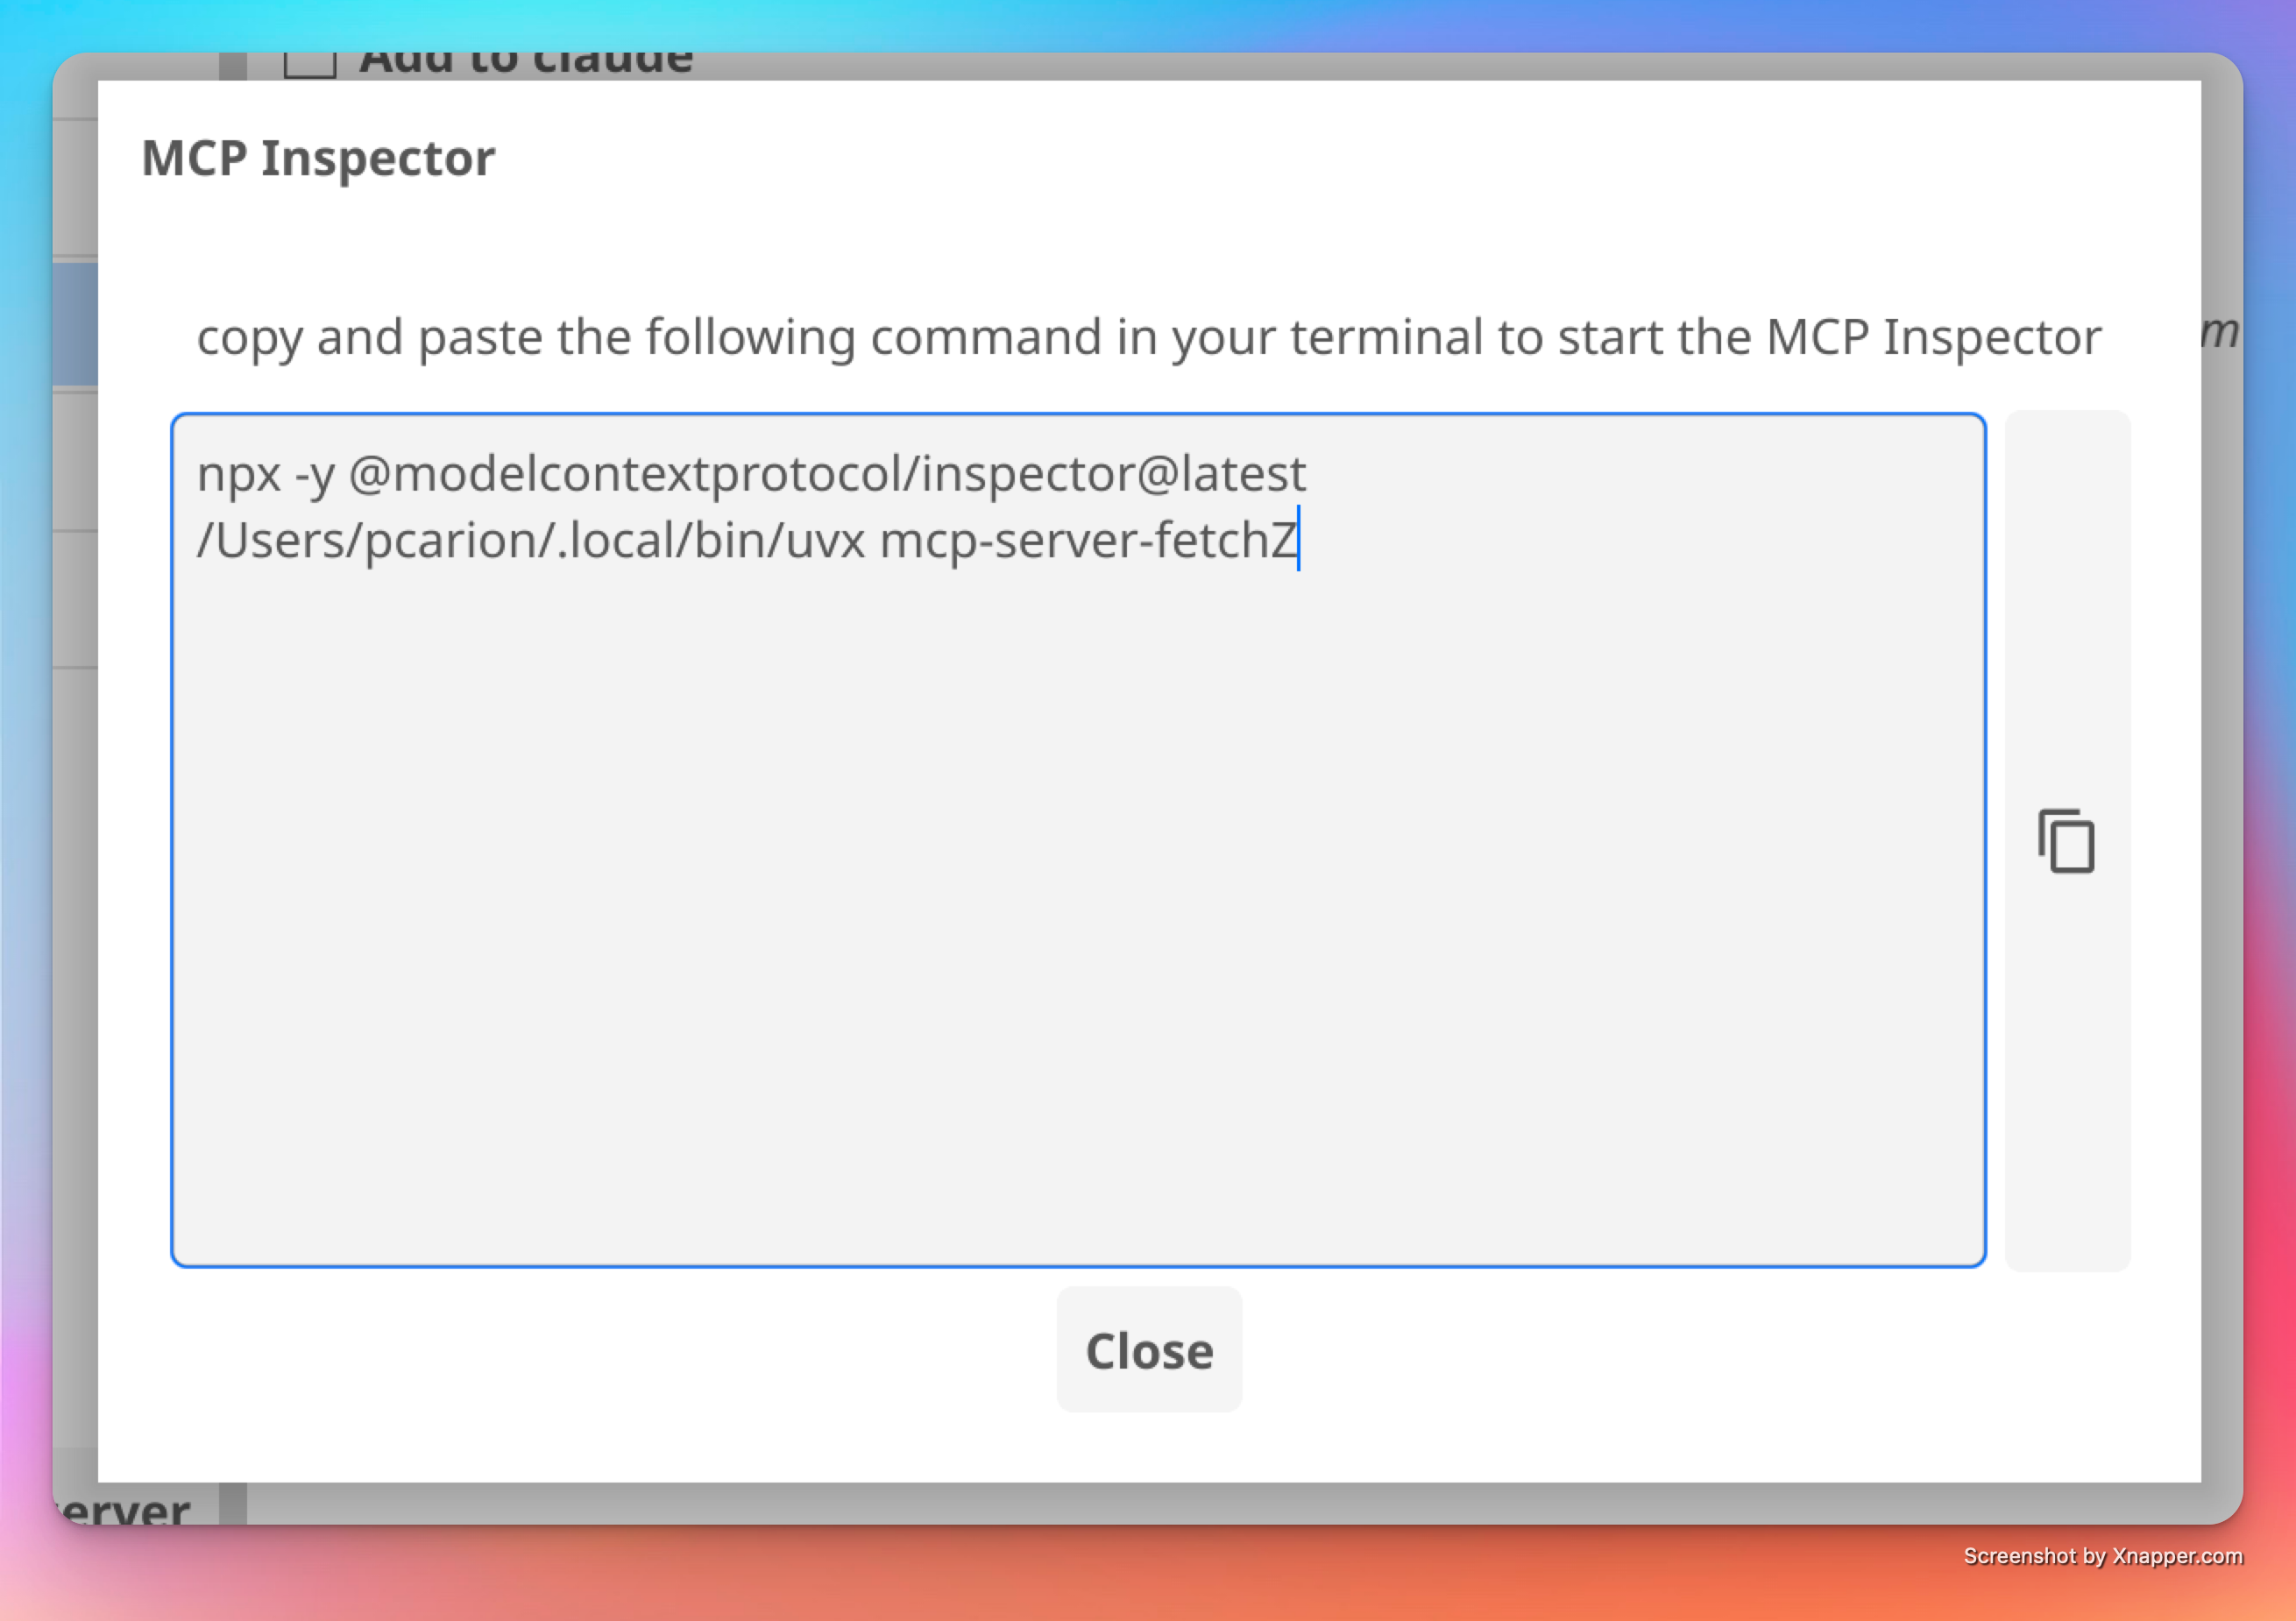 Add to claude
MCP Inspector
copy and paste the following command in your terminal to start the MCP Inspector
m
npx -y @modelcontextprotocol/inspector@latest
/Users/pcarion/.local/bin/uvx mcp-server-fetchZ
Close
erver
Screenshot by Xnapper.com